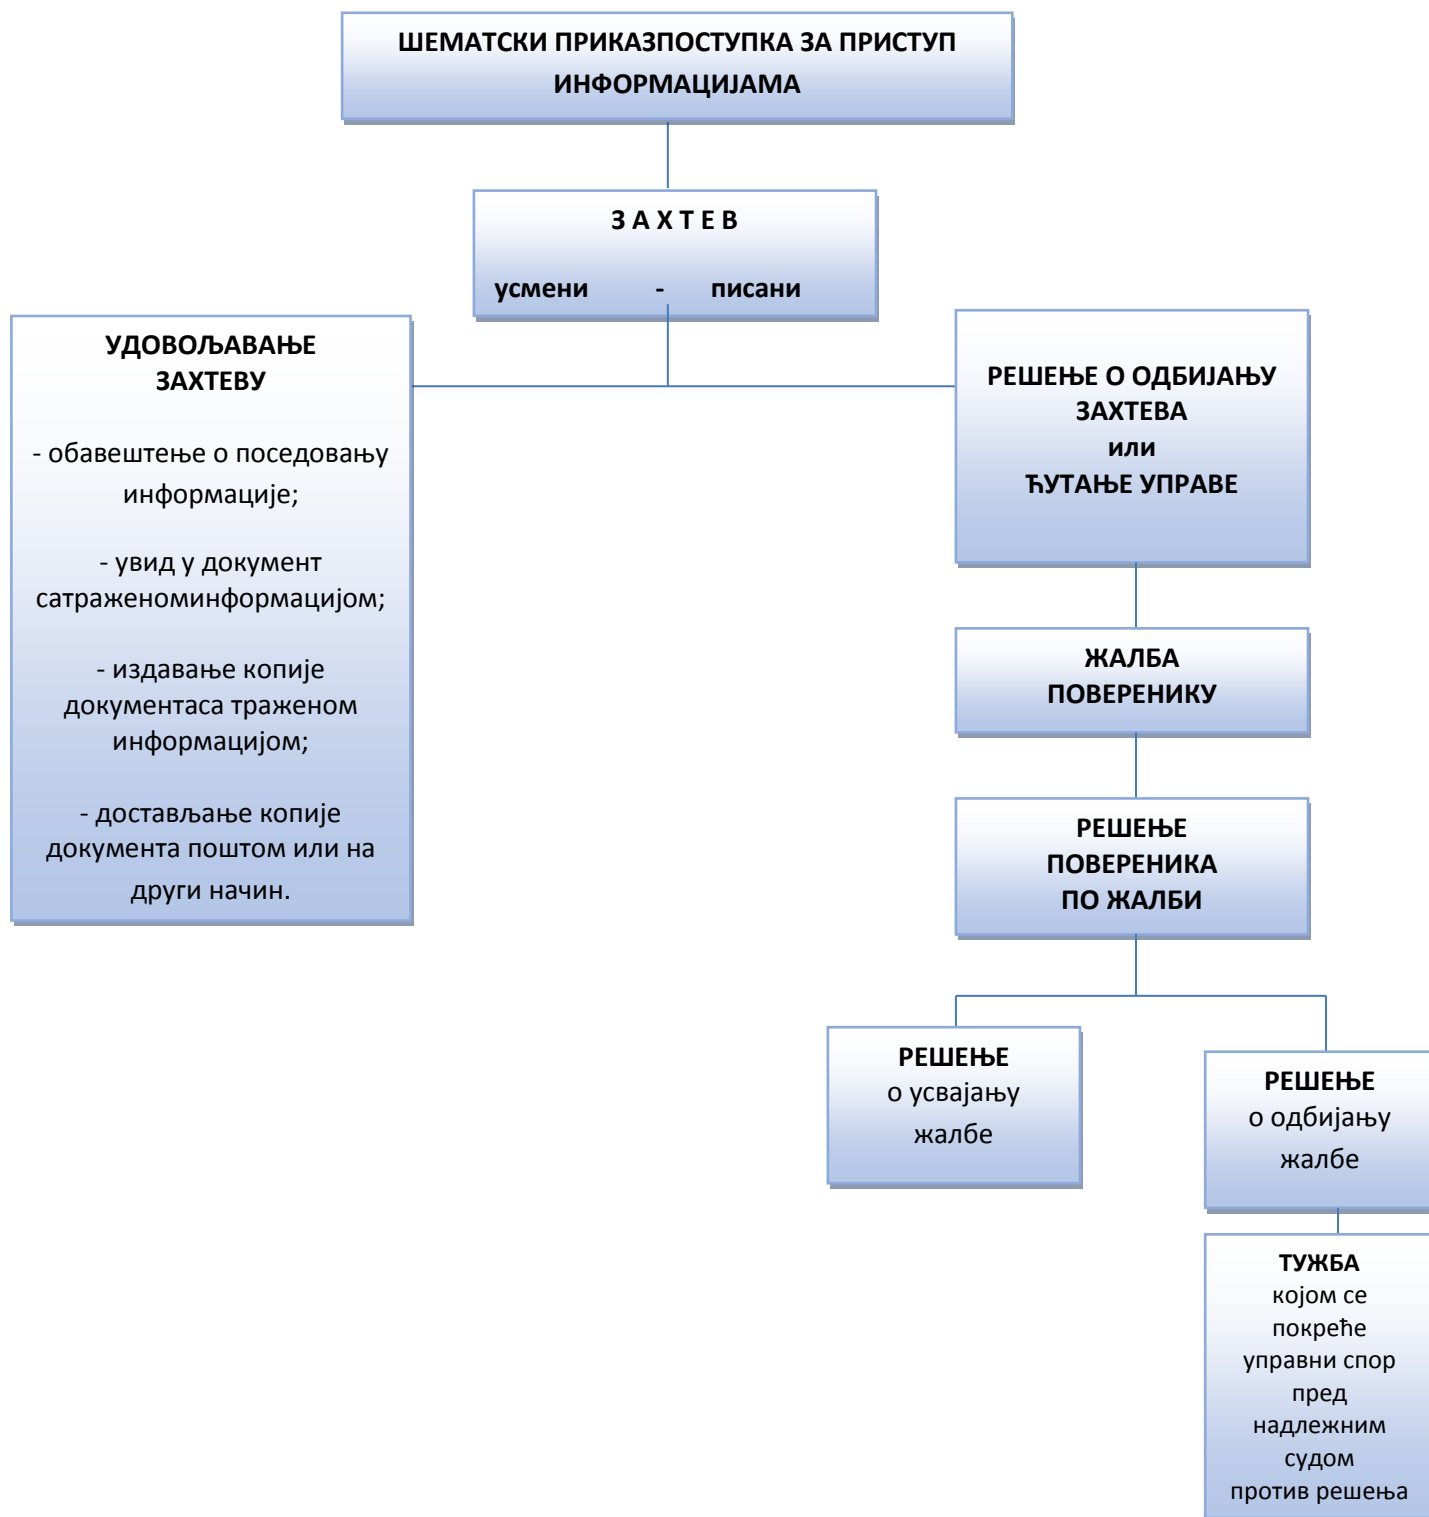 ШЕМАТСКИ ПРИКАЗПОСТУПКА ЗА ПРИСТУП
ИНФОРМАЦИЈАМА
З А Х Т Е В
усмени - писани
УДОВОЉАВАЊЕ
ЗАХТЕВУ
- обавештење о поседовању
информације;
- увид у документ
сатраженоминформацијом;
- издавање копије
документаса траженом
информацијом;
- достављање копије
документа поштом или на
други начин.
РЕШЕЊЕ О ОДБИЈАЊУ
ЗАХТЕВА
или
ЋУТАЊЕ УПРАВЕ
ЖАЛБА
ПОВЕРЕНИКУ
РЕШЕЊЕ
ПОВЕРЕНИКА
ПО ЖАЛБИ
РЕШЕЊЕ
о усвајању
жалбе
РЕШЕЊЕ
о одбијању
жалбе
ТУЖБА
којом се
покреће
управни спор
пред
надлежним
судом
против решења